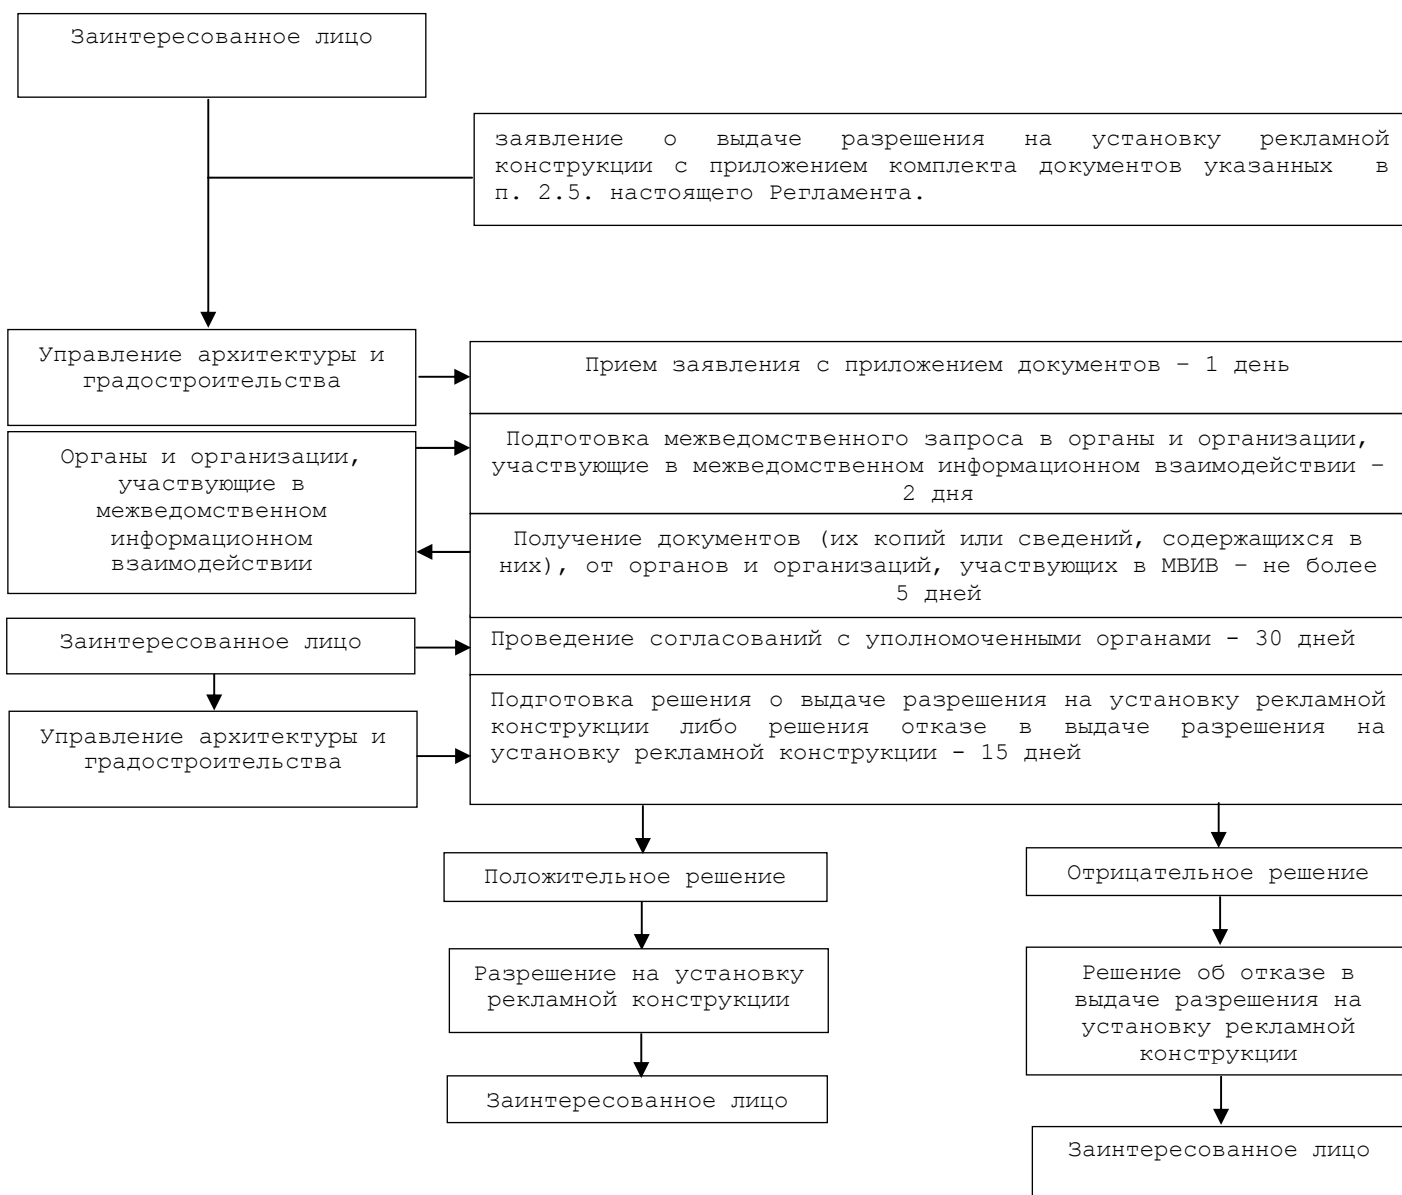 Заинтересованное лицо
заявление о выдаче разрешения на установку рекламной
конструкции с приложением комплекта документов указанных в
п. 2.5. настоящего Регламента.
Управление архитектуры и
градостроительства
Прием заявления с приложением документов – 1 день
Подготовка межведомственного запроса в органы и организации,
участвующие в межведомственном информационном взаимодействии –
2 дня
Органы и организации,
участвующие в
межведомственном
информационном
взаимодействии
Получение документов (их копий или сведений, содержащихся в
них), от органов и организаций, участвующих в МВИВ – не более
5 дней
Заинтересованное лицо
Проведение согласований с уполномоченными органами - 30 дней
Управление архитектуры и
градостроительства
Подготовка решения о выдаче разрешения на установку рекламной
конструкции либо решения отказе в выдаче разрешения на
установку рекламной конструкции - 15 дней
Положительное решение
Отрицательное решение
Разрешение на установку
рекламной конструкции
Решение об отказе в
выдаче разрешения на
установку рекламной
конструкции
Заинтересованное лицо
Заинтересованное лицо